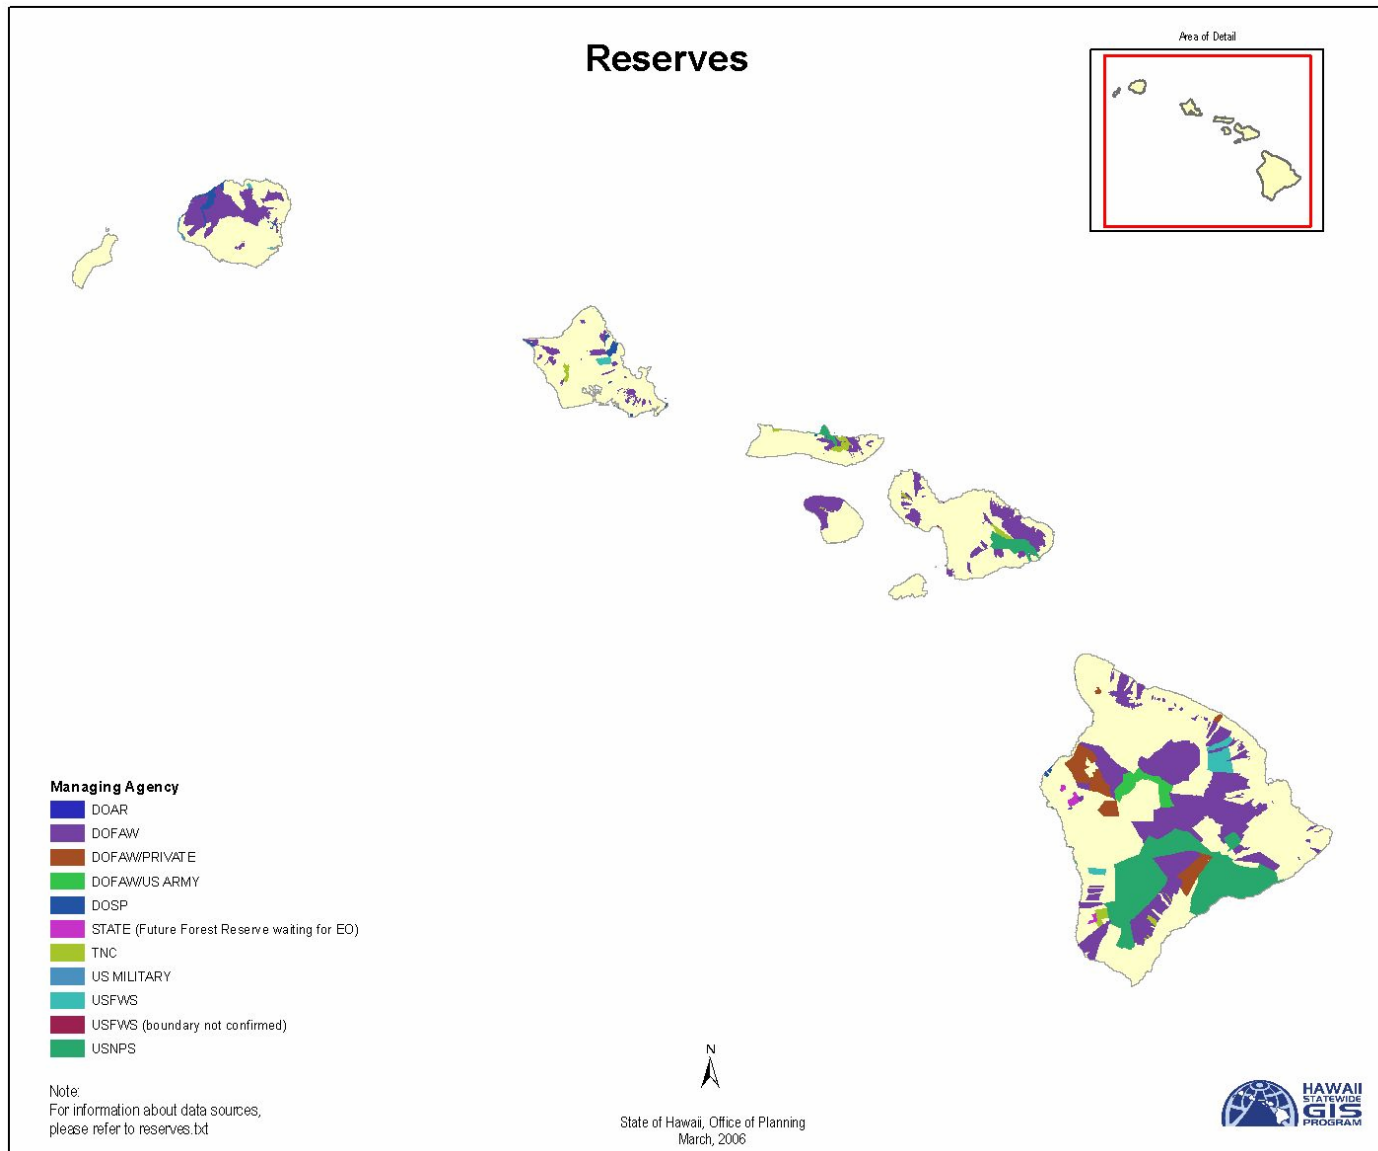 Reserves
Area of Detail
Managing Agency
DOAR
DOFAW
DOFAW/PRIVATE
DOFAW/US ARMY
DOSP
STATE (Future Forest Reserve waiting for EO)
TNC
US MILITARY
USFWS
USFWS (boundary not confirmed)
USNPS
Note:
For information about data sources,
please refer to reserves.txt
N
State of Hawaii, Office of Planning
March, 2006
HAWAII
STATEWIDE
GIS
PROGRAM